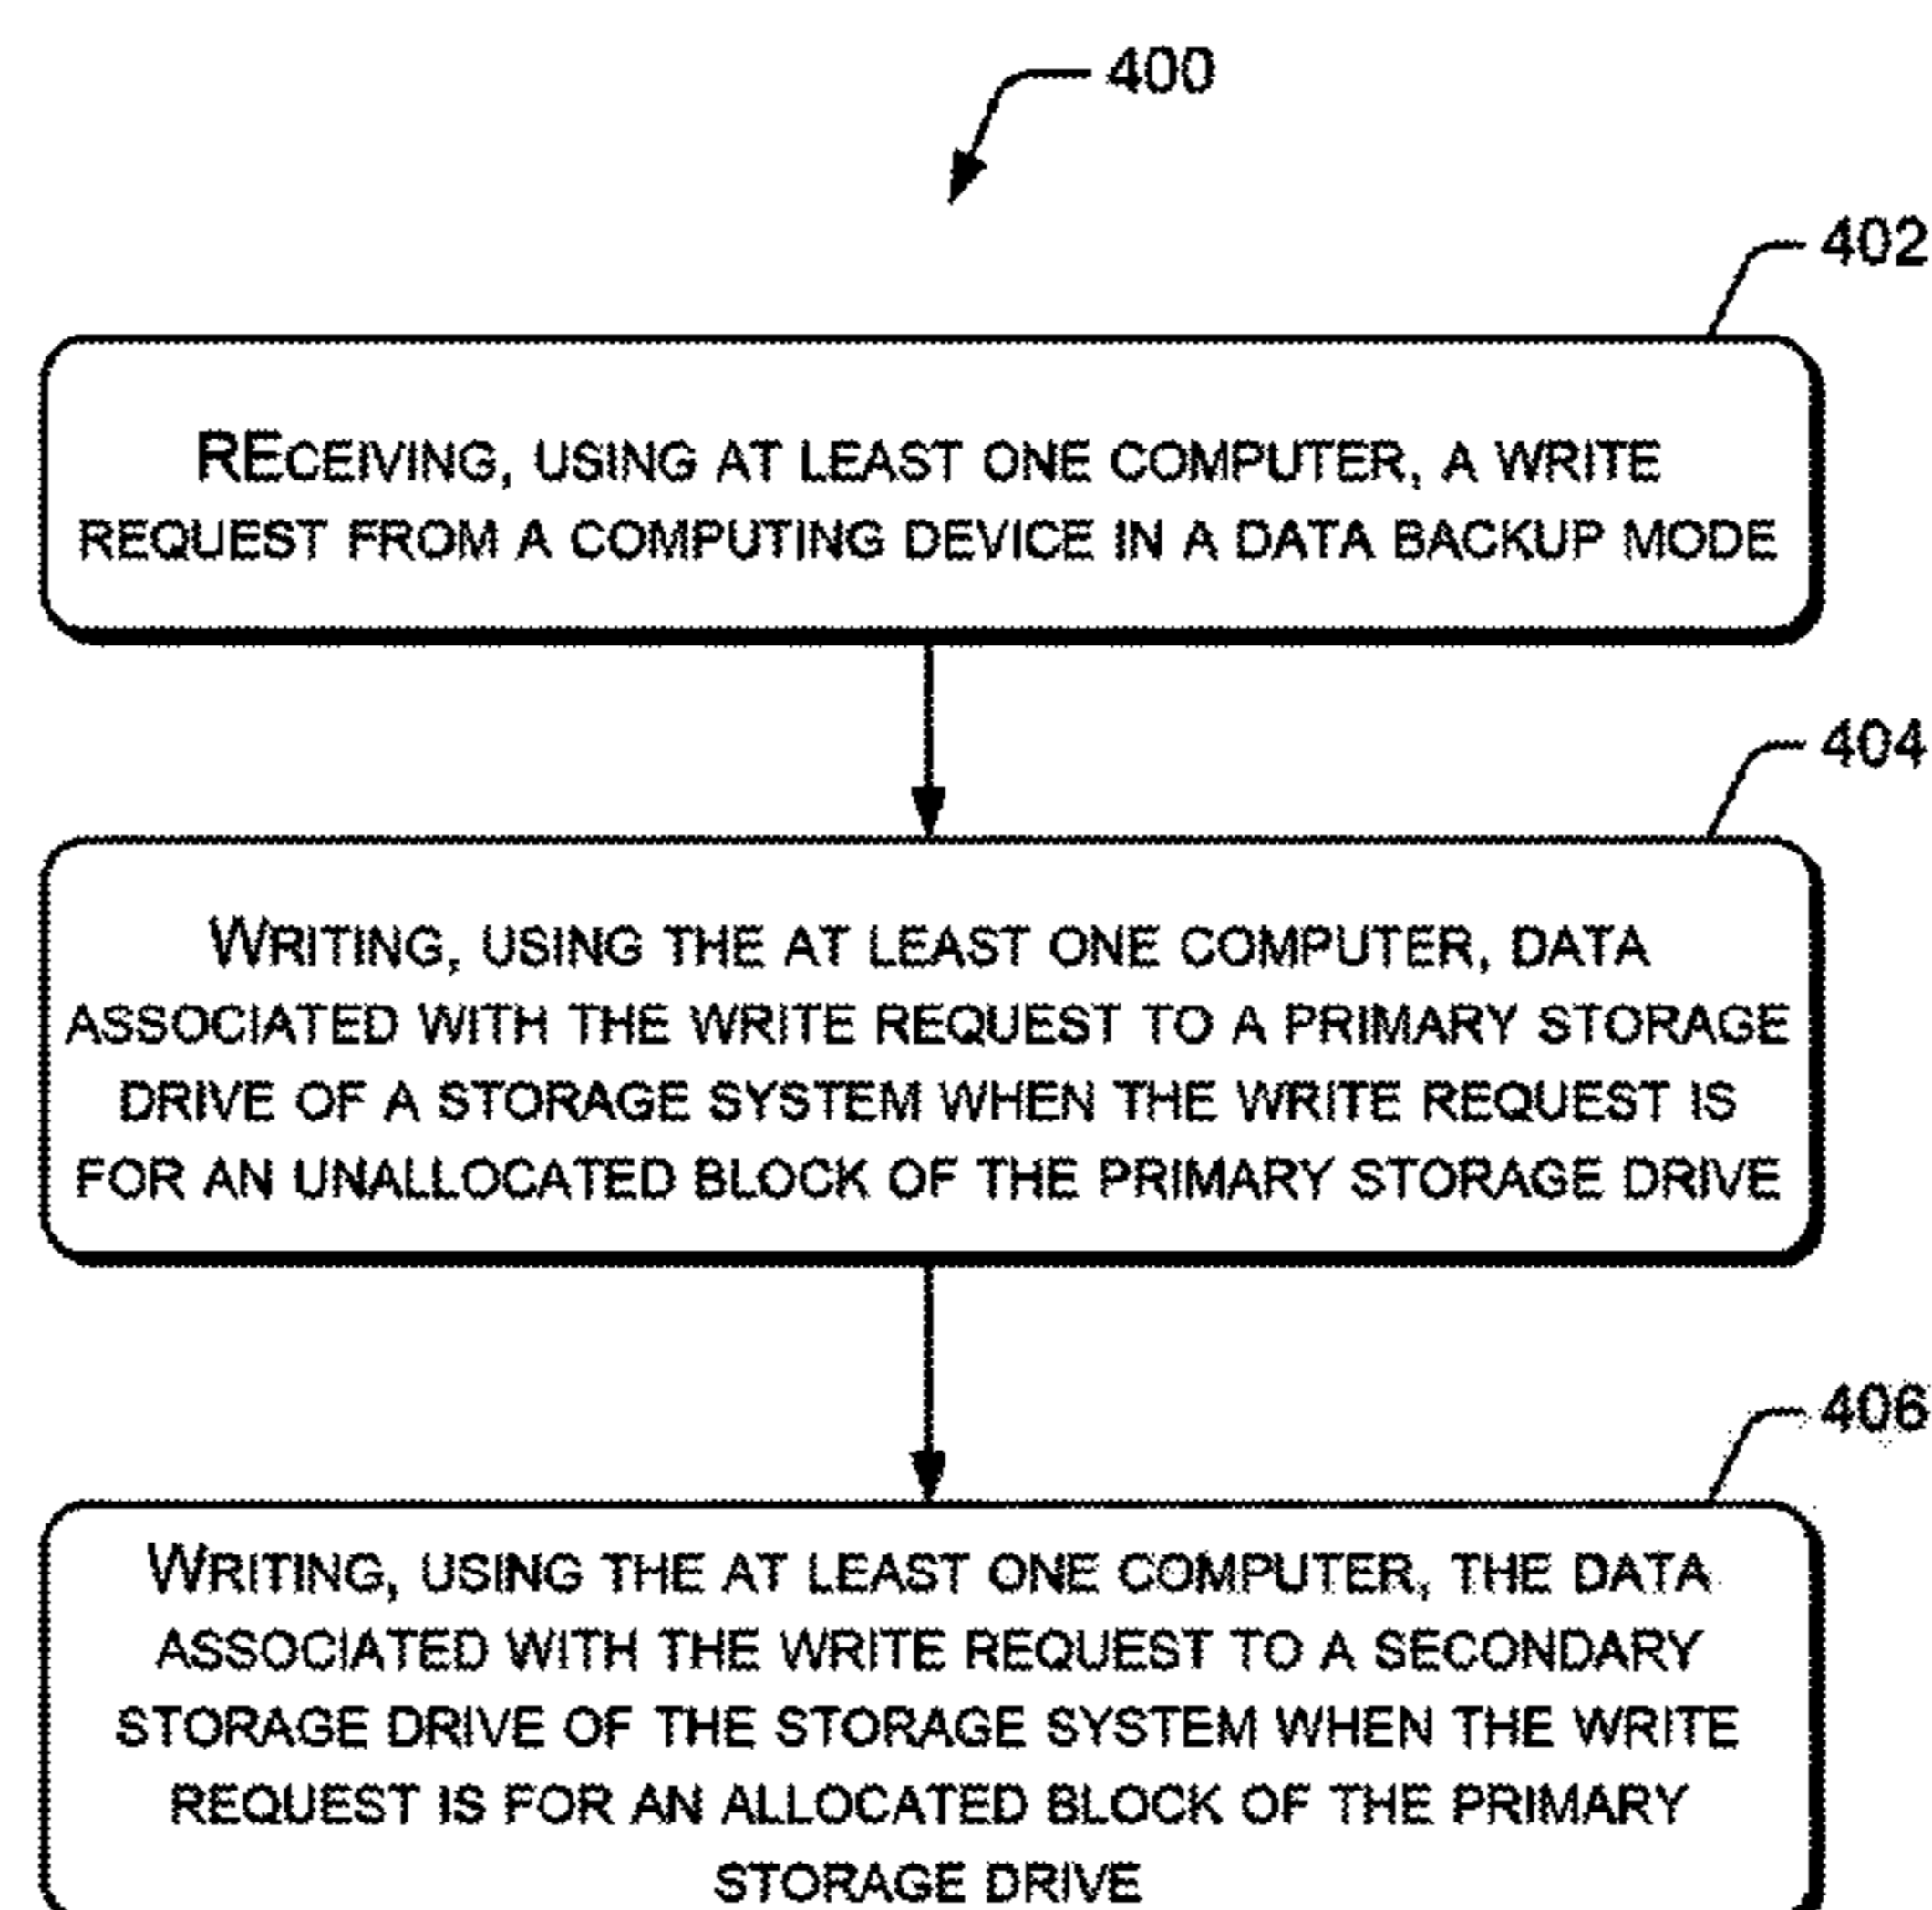 400
402
RECEIVING, USING AT LEAST ONE COMPUTER, A WRITE
REQUEST FROM A COMPUTING DEVICE IN A DATA BACKUP MODE
404
WRITING, USING THE AT LEAST ONE COMPUTER, DATA
ASSOCIATED WITH THE WRITE REQUEST TO A PRIMARY STORAGE
DRIVE OF A STORAGE SYSTEM WHEN THE WRITE REQUEST IS
FOR AN UNALLOCATED BLOCK OF THE PRIMARY STORAGE DRIVE
406
WRITING, USING THE AT LEAST ONE COMPUTER, THE DATA
ASSOCIATED WITH THE WRITE REQUEST TO A SECONDARY
STORAGE DRIVE OF THE STORAGE SYSTEM WHEN THE WRITE
REQUEST IS FOR AN ALLOCATED BLOCK OF THE PRIMARY
STORAGE DRIVE